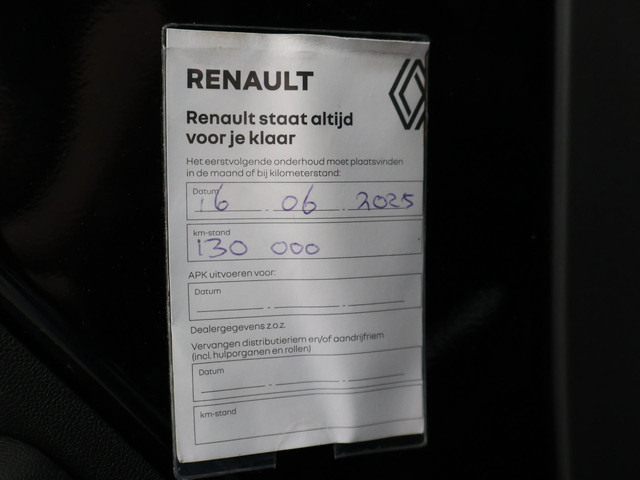 RENAULT
Renault staat altijd
voor je klaar
Het eerstvolgende onderhoud moet plaatsvinden
in de maand of bij kilometerstand:
Datum
16 . 06 . 2025
km-stand
130 000
APK uitvoeren voor:
Datum
Dealergegevens z.o.z.
Vervangen distributieriem en/of aandrijfriem
(incl. hulporganen en rollen)
Datum
km-stand